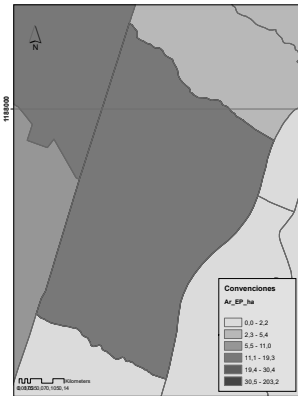 N
1188000
Convenciones
Ar_EP_ha
0,0 - 2,2
2,3 - 5,4
5,5 - 11,0
11,1 - 19,3
19,4 - 30,4
30,5 - 203,2
Kilometers